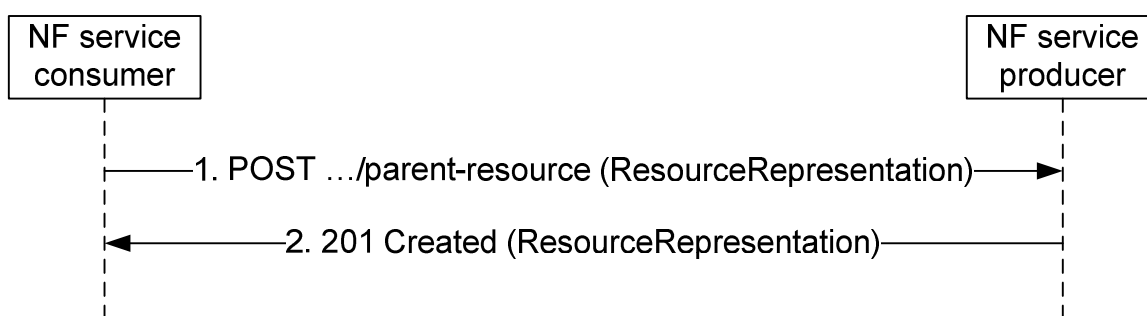 NF service
consumer
NF service
producer
1. POST …/parent-resource (ResourceRepresentation)
2. 201 Created (ResourceRepresentation)